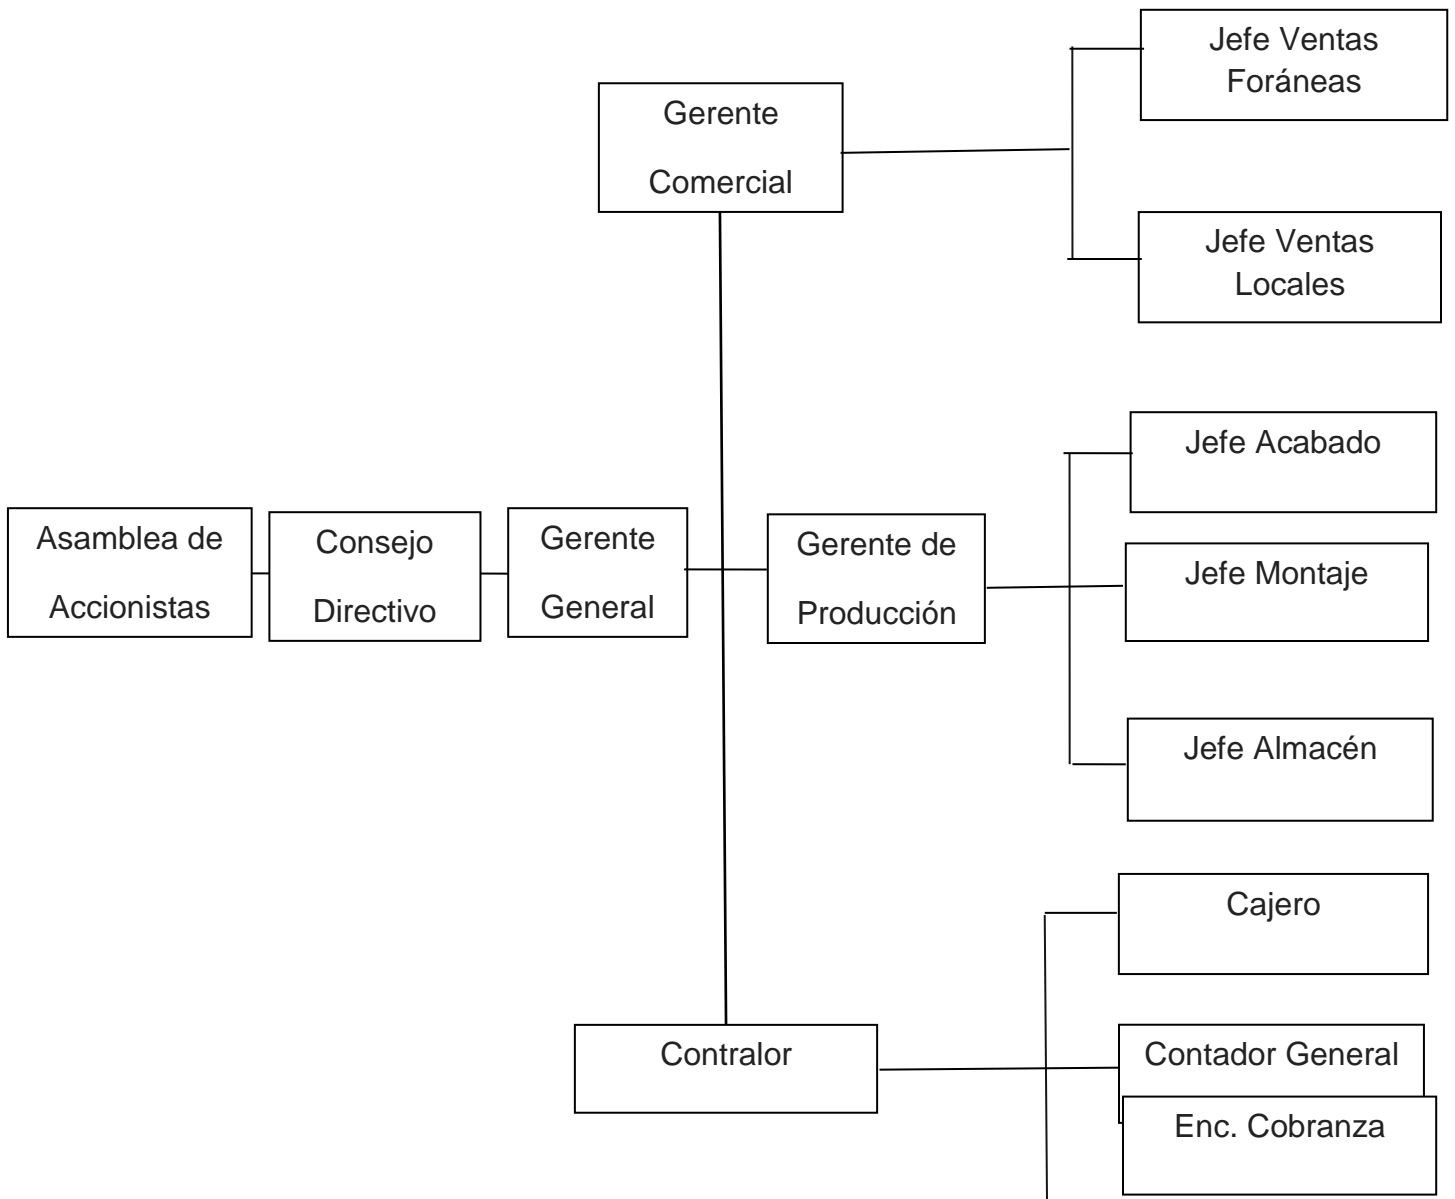 Jefe Ventas
Foráneas
Gerente
Comercial
Jefe Ventas
Locales
Jefe Acabado
Asamblea de
Accionistas
Consejo
Directivo
Gerente
General
Gerente de
Producción
Jefe Montaje
Jefe Almacén
Cajero
Contralor
Contador General
Enc. Cobranza